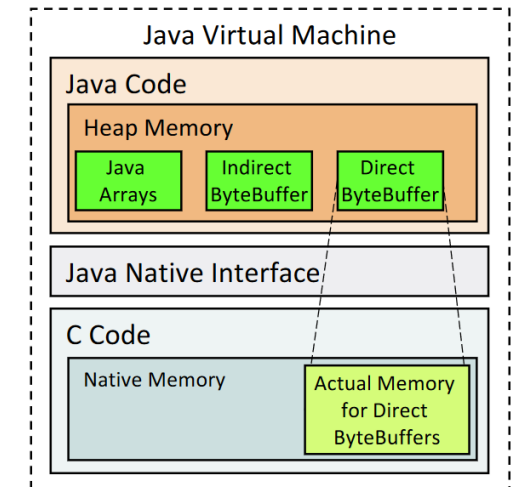 Java Virtual Machine
Java Code
Heap Memory
Java
Arrays
Indirect
ByteBuffer
Direct
ByteBuffer
Java Native Interface
C Code
Native Memory
Actual Memory
for Direct
ByteBuffers